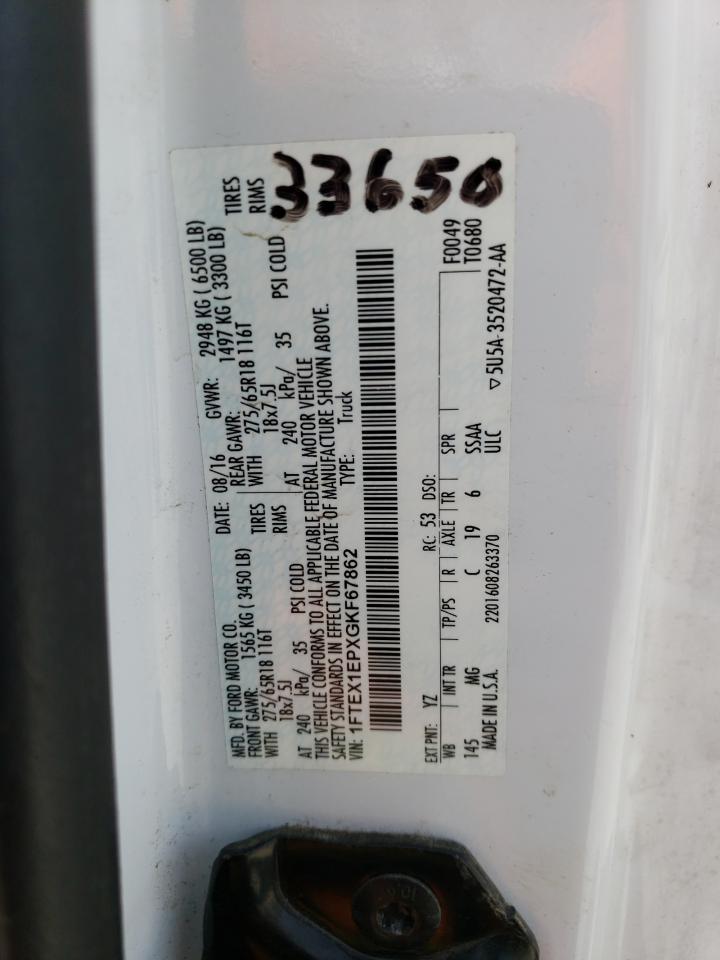 MFD. BY FORD MOTOR CO.
DATE: 08/16 GVWR: 2948 KG ( 6500 LB)
FRONT GAWR: 1565 KG ( 3450 LB) REAR GAWR: 1497 KG ( 3300 LB)
WITH 275/65R18 116T TIRES WITH 275/65R18 116T TIRES
18x7.5J RIMS 18x7.5J RIMS
AT 240 kPa/ 35 PSI COLD AT 240 kPa/ 35 PSI COLD
33650
THIS VEHICLE CONFORMS TO ALL APPLICABLE FEDERAL MOTOR VEHICLE
SAFETY STANDARDS IN EFFECT ON THE DATE OF MANUFACTURE SHOWN ABOVE.
VIN: 1FTEX1EPXGKF67862 TYPE: Truck
F0049
T0680
EXT PNT: YZ RC: 53 DSO:
WB INT TR TP/PS R AXLE TR SPR
145 MG C 19 6 SSAA
MADE IN U.S.A. 2201608263370 ULC
▽5U5A-3520472-AA
10.9